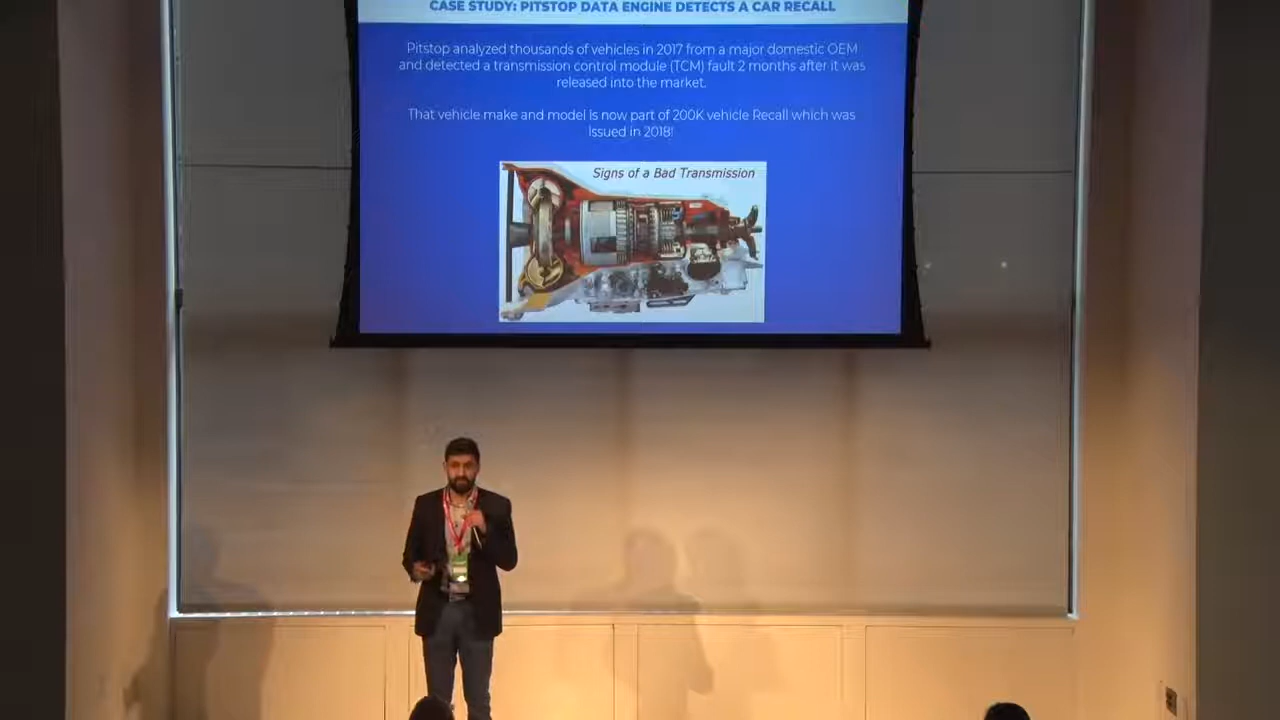 CASE STUDY: PITSTOP DATA ENGINE DETECTS A CAR RECALL
Pitstop analyzed thousands of vehicles in 2017 from a major domestic OEM
and detected a transmission control module (TCM) fault 2 months after it was
released into the market.
That vehicle make and model is now part of 200K vehicle Recall which was
issued in 2018!
Signs of a Bad Transmission